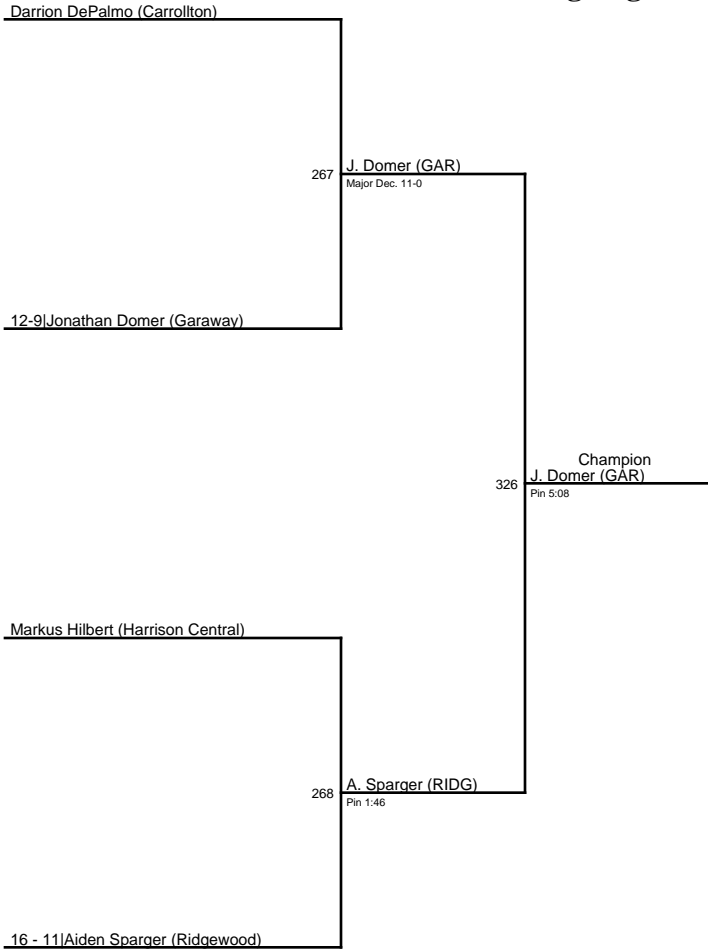 Darrion DePalmo (Carrollton)
267
J. Domer (GAR)
Major Dec. 11-0
12-9|Jonathan Domer (Garaway)
Champion
326
J. Domer (GAR)
Pin 5:08
Markus Hilbert (Harrison Central)
268
A. Sparger (RIDG)
Pin 1:46
16 - 11|Aiden Sparger (Ridgewood)